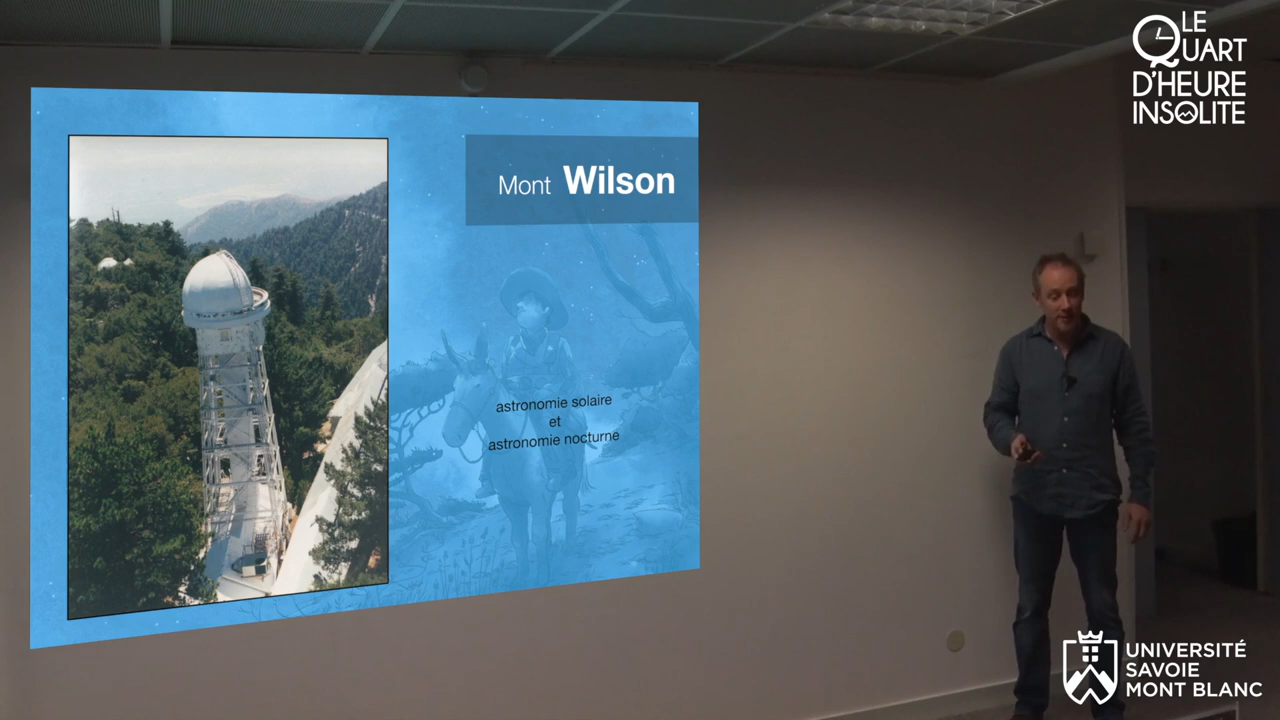 LE
QUART
D'HEURE
INSOLITE
Mont Wilson
astronomie solaire
et
astronomie nocturne
UNIVERSITÉ
SAVOIE
MONT BLANC